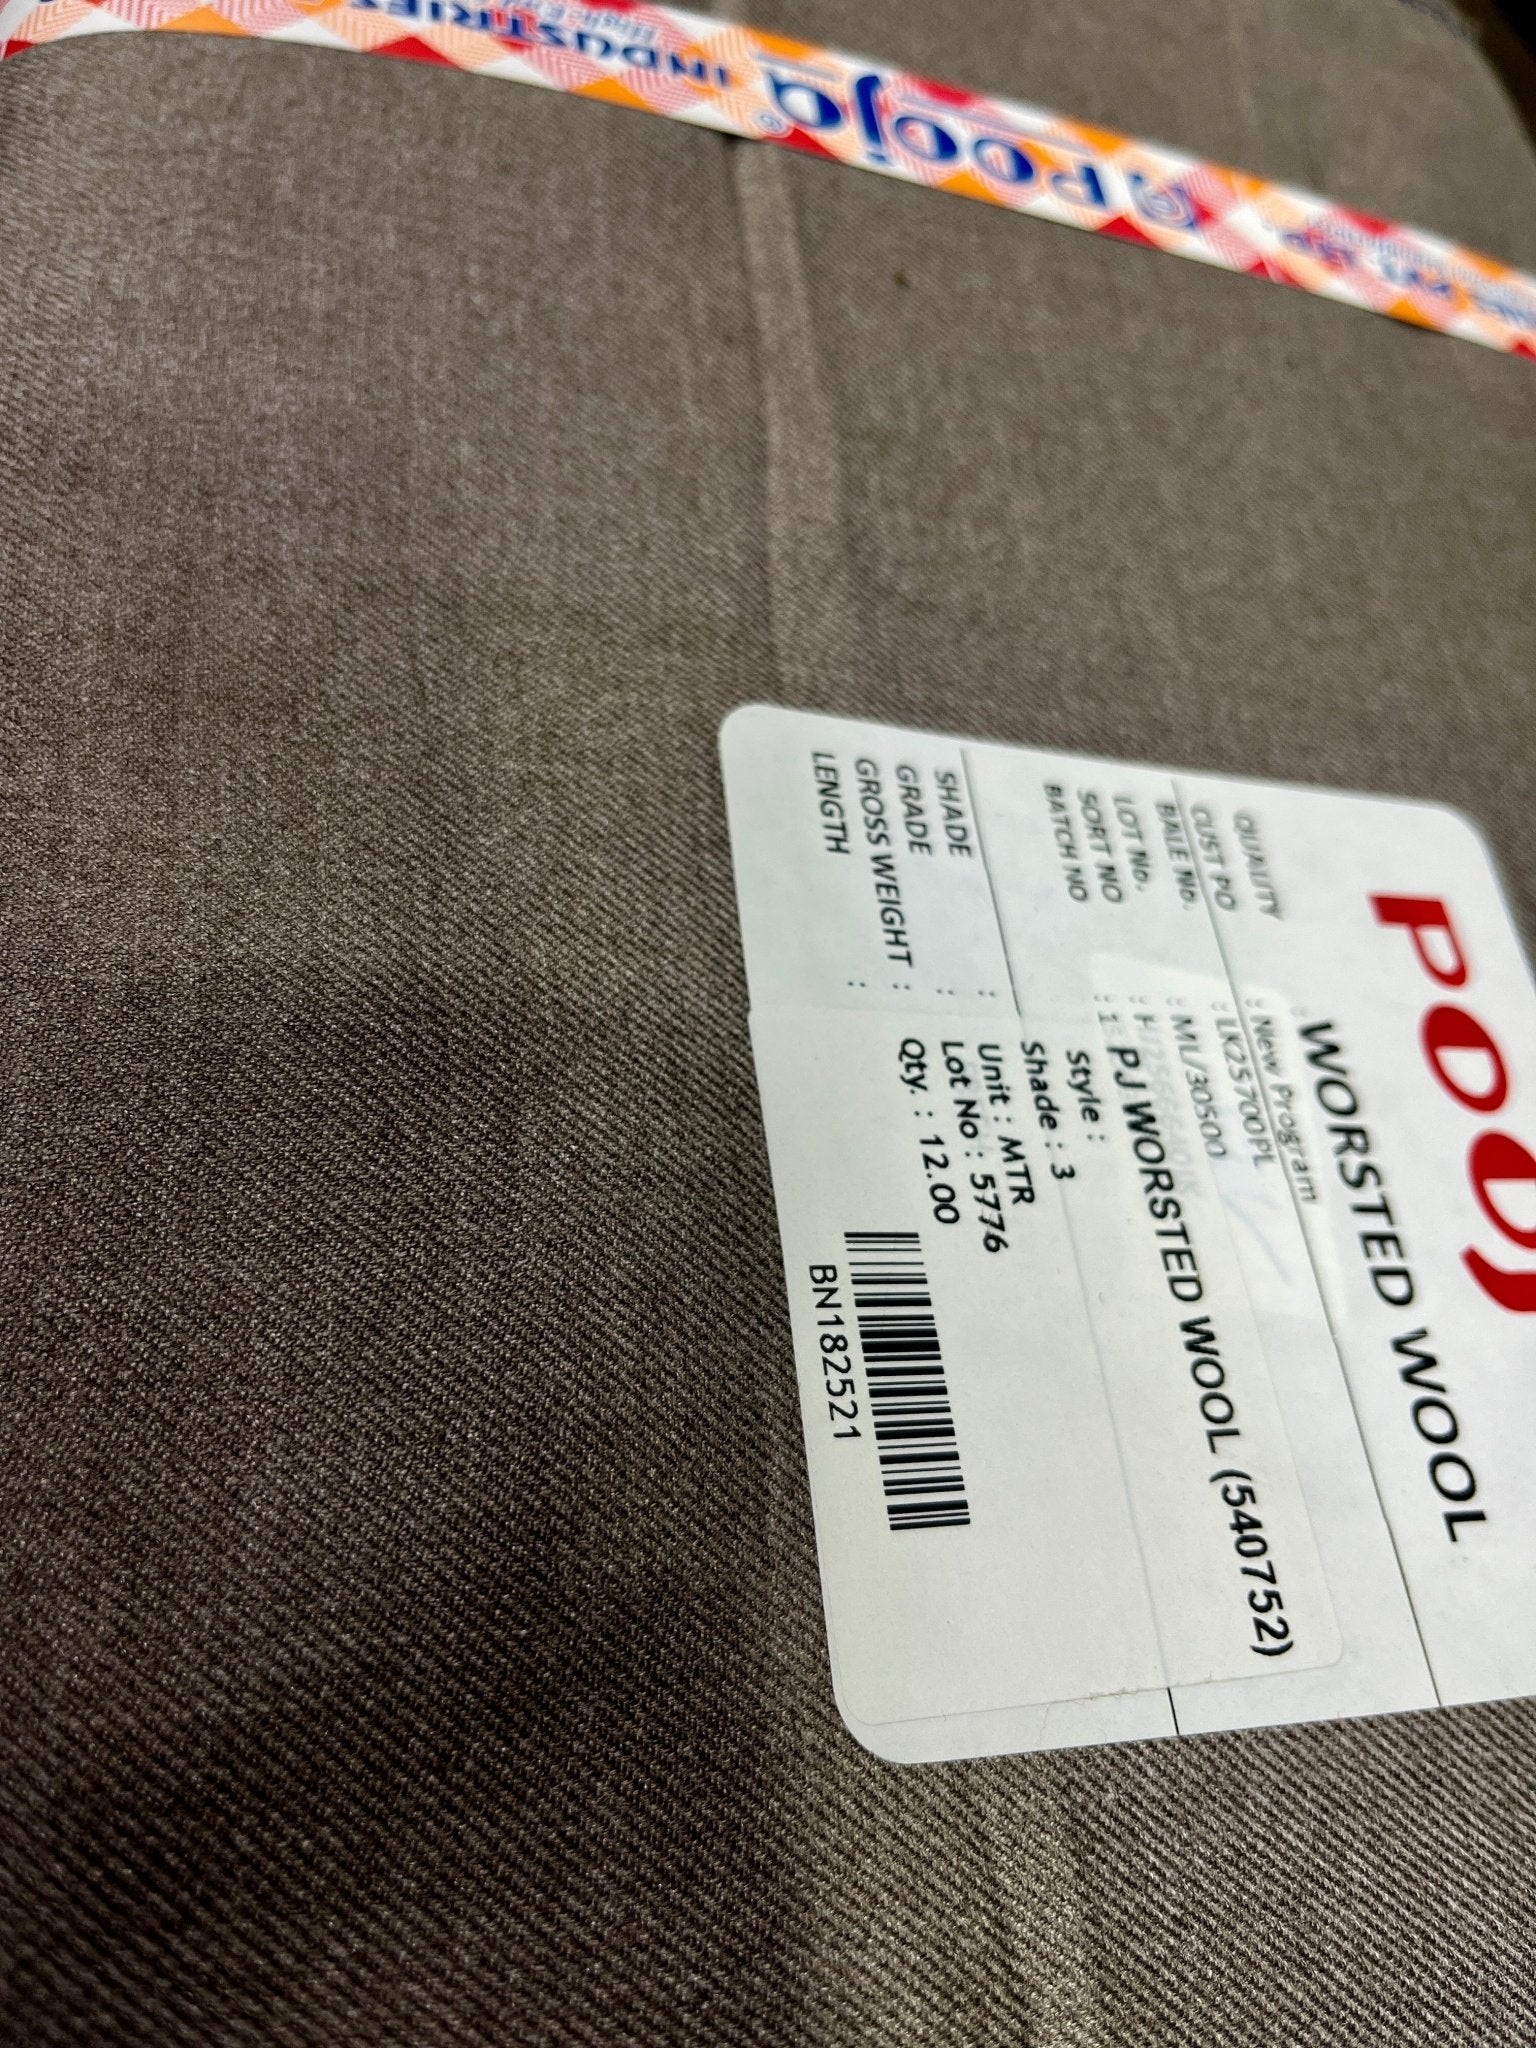 Pooja
INDUSTRIES
POOJ
WORSTED WOOL
QUALITY : New Program
CUST PO : LK25700PL
BALE No. : ML/30500
LOT No. :
SORT NO : 1
BATCH NO
PJ WORSTED WOOL (540752)
Style :
Shade : 3
Unit : MTR
Lot No : 5776
Qty. : 12.00
SHADE :
GRADE :
GROSS WEIGHT :
LENGTH :
BN182521